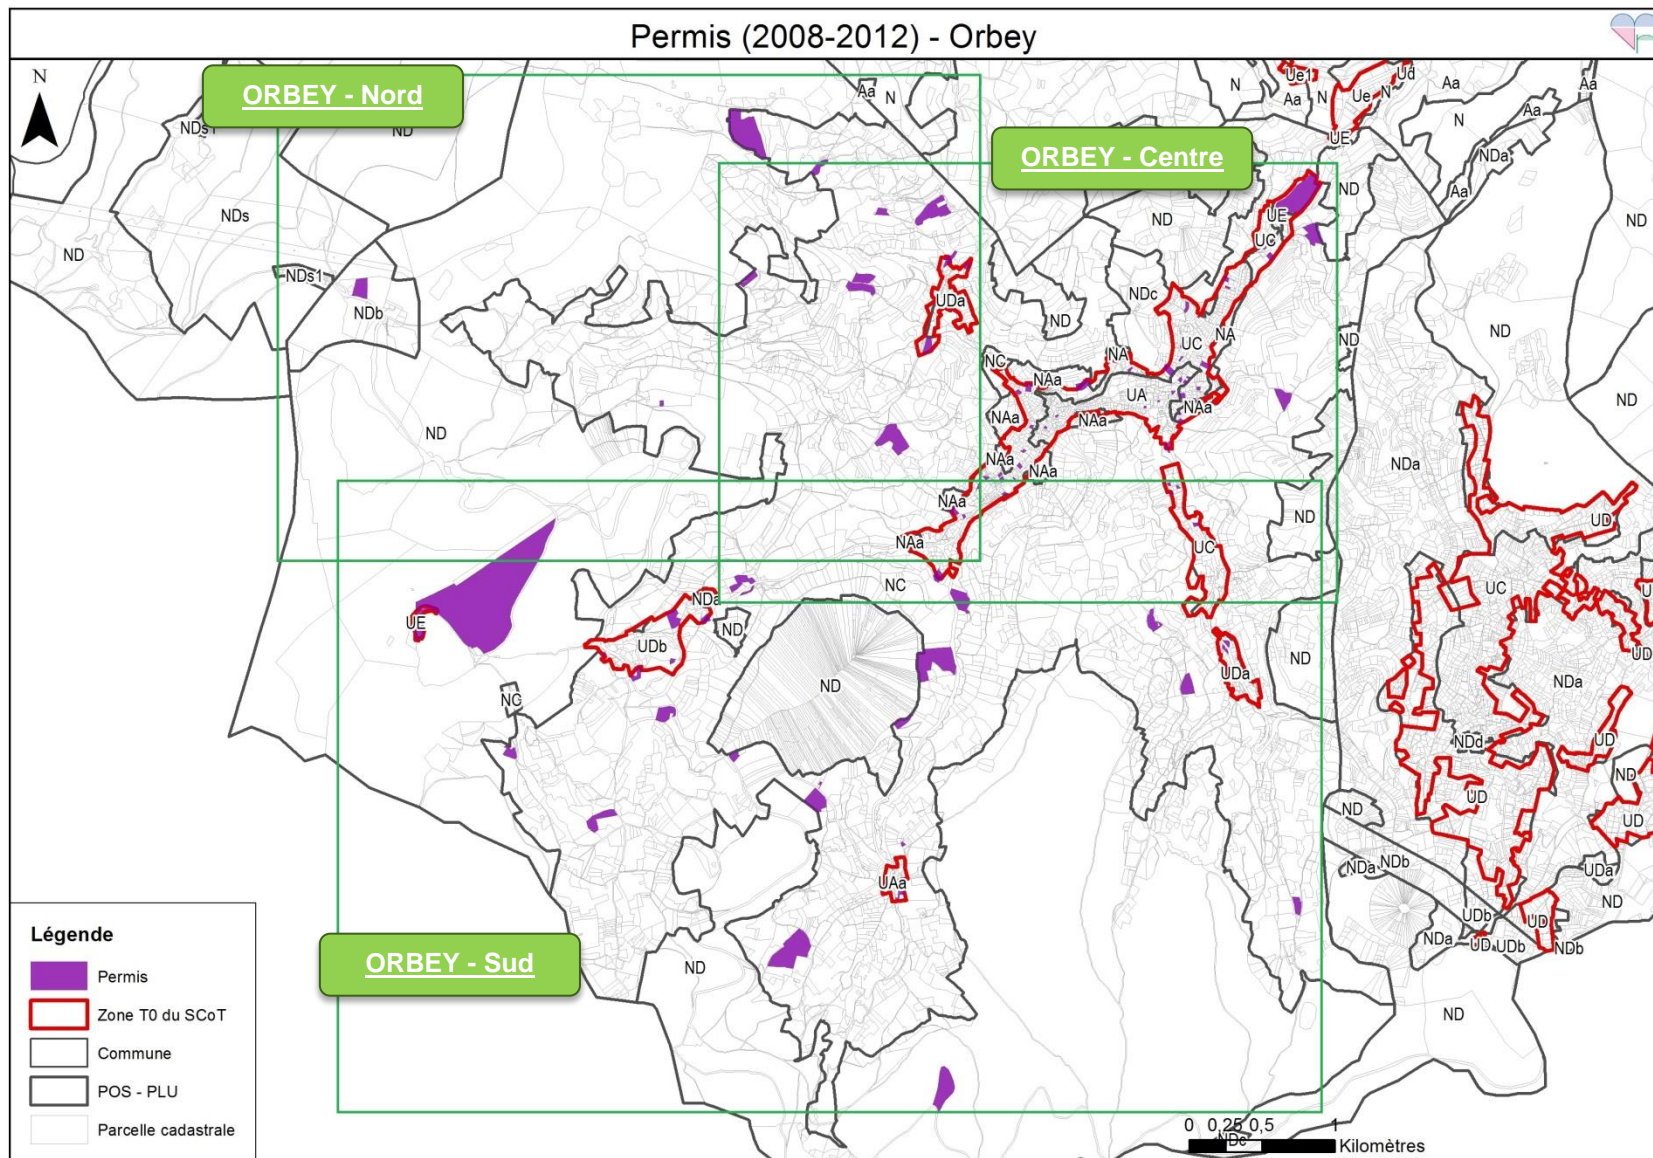 Permis (2008-2012) - Orbey
N
ORBEY - Nord
ORBEY - Centre
ORBEY - Sud
NDs1
ND
NDs
ND
NDs1
NDb
ND
Aa
N
Ue1
Ud
N
Aa
N
Ue
N
UE
Aa
Aa
Aa
N
NDa
Aa
ND
ND
ND
UE
UC
NDc
ND
UDa
UC
NA
ND
ND
NC
NA
NAa
UA
NAa
NAa
NAa
ND
NAa
NAa
NAa
NDa
ND
UD
NAa
UC
NC
NDa
UE
UDb
ND
UC
ND
ND
UDa
NDa
UD
NC
NDd
UD
ND
UD
UD
ND
UAa
NDa
NDb
UDa
ND
UDb
UD
NDa
UD
UDb
NDb
ND
ND
Légende
Permis
Zone T0 du SCoT
Commune
POS - PLU
Parcelle cadastrale
0 0,25 0,5 1
Kilomètres
NDc